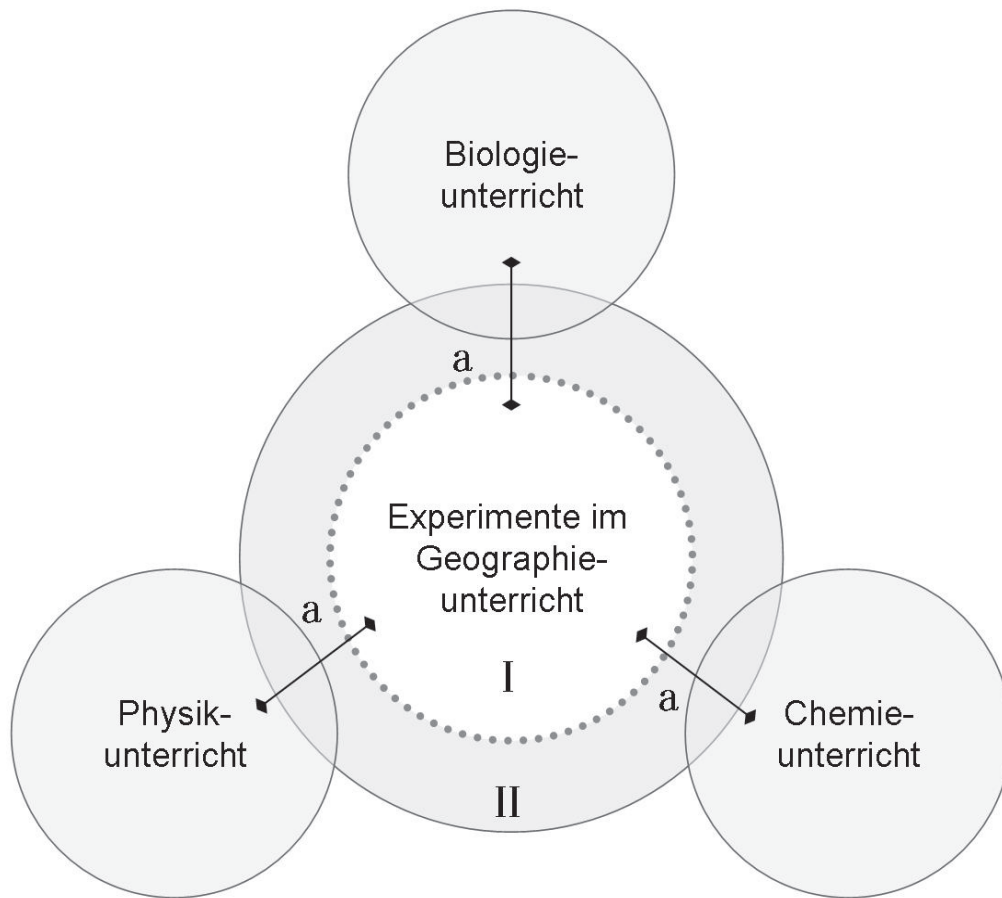 Biologie-
unterricht
a
Experimente im
Geographie-
unterricht
a
I
a
Physik-
unterricht
Chemie-
unterricht
II